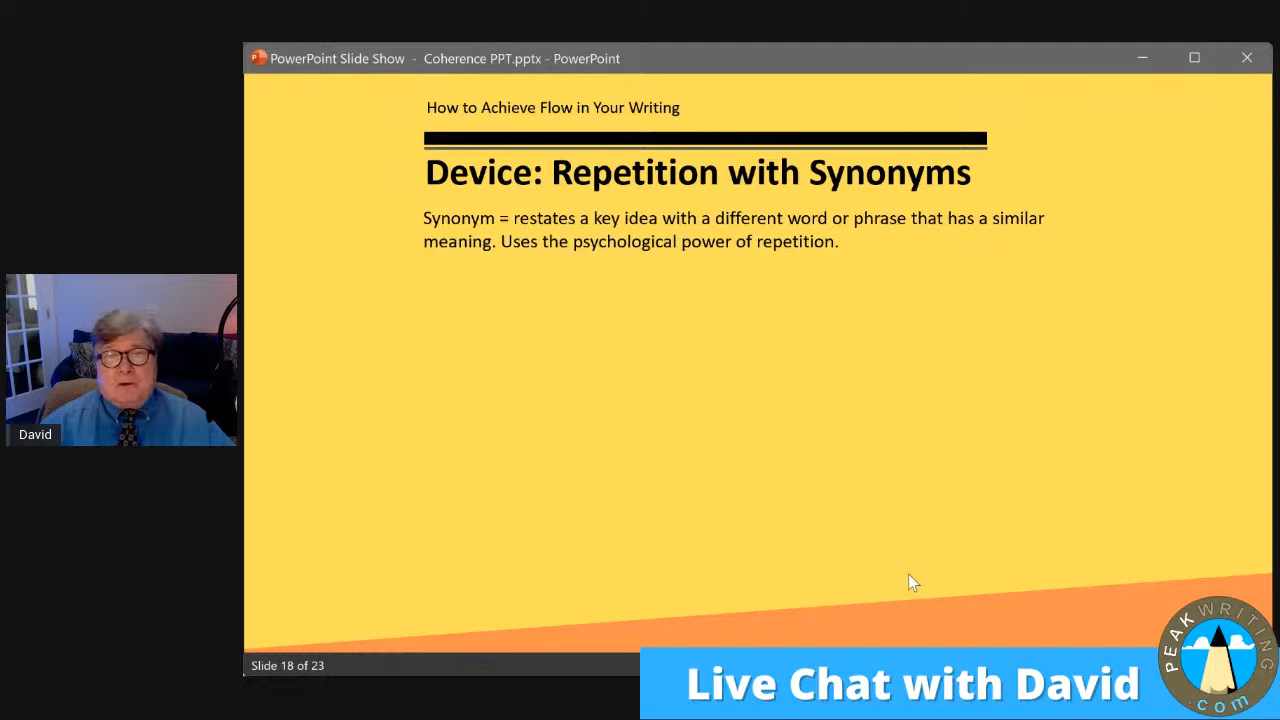 PowerPoint Slide Show - Coherence PPT.pptx - PowerPoint
How to Achieve Flow in Your Writing
Device: Repetition with Synonyms
Synonym = restates a key idea with a different word or phrase that has a similar
meaning. Uses the psychological power of repetition.
David
Slide 18 of 23
Live Chat with David
PEAKWRITING
.com